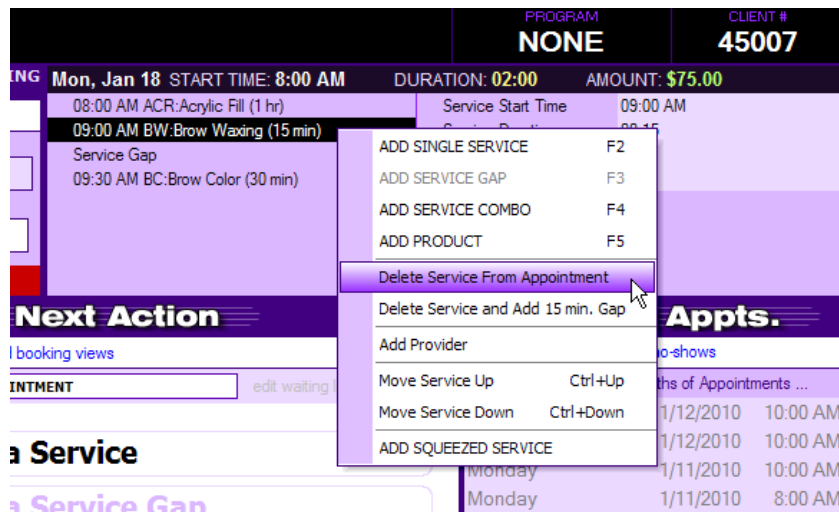 PROGRAM
CLIENT #
NONE
45007
ING Mon, Jan 18 START TIME: 8:00 AM DURATION: 02:00 AMOUNT: $75.00
08:00 AM ACR:Acrylic Fill (1 hr)
Service Start Time 09:00 AM
09:00 AM BW:Brow Waxing (15 min)
Service Gap
09:30 AM BC:Brow Color (30 min)
ADD SINGLE SERVICE F2
ADD SERVICE GAP F3
ADD SERVICE COMBO F4
ADD PRODUCT F5
Delete Service From Appointment
Delete Service and Add 15 min. Gap
Add Provider
Move Service Up Ctrl+Up
Move Service Down Ctrl+Down
ADD SQUEEZED SERVICE
Next Action
Appts.
booking views
o-shows
INTMENT
edit waiting
ths of Appointments ...
1/12/2010 10:00 AM
1/12/2010 10:00 AM
Monday 1/11/2010 10:00 AM
Monday 1/11/2010 8:00 AM
a Service
a Service Gap